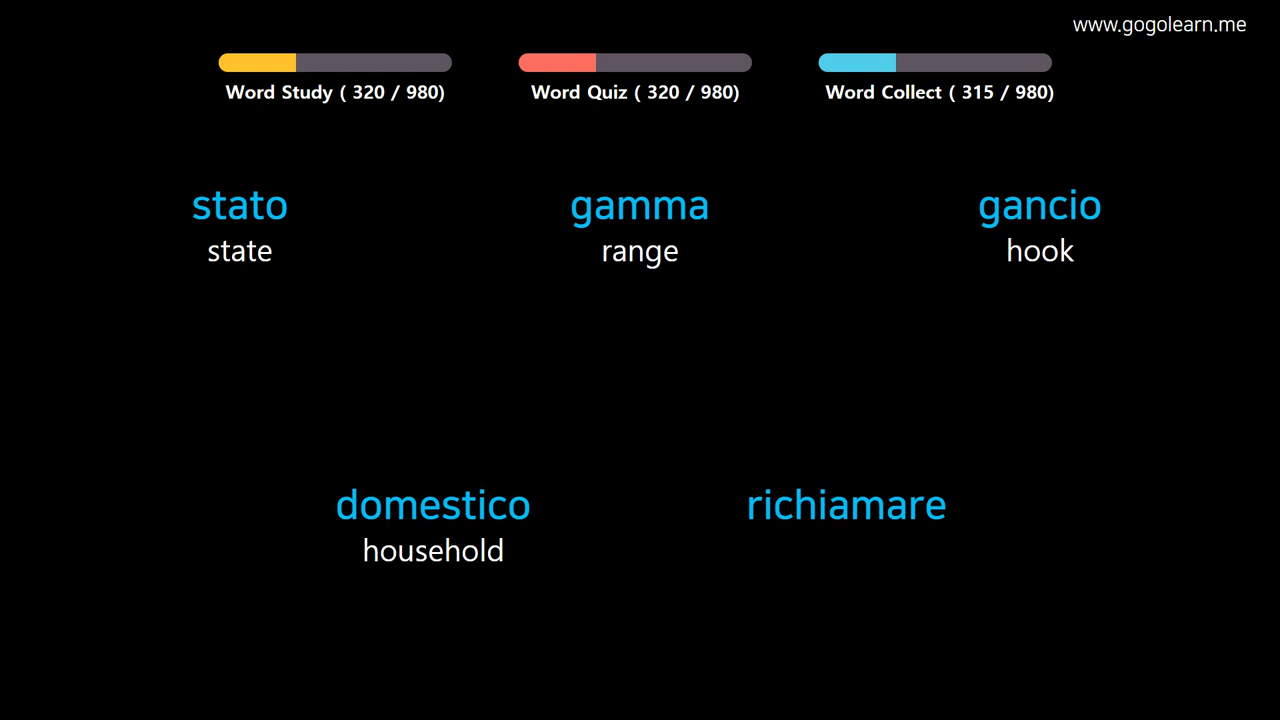 www.gogolearn.me
Word Study ( 320 / 980)
Word Quiz ( 320 / 980)
Word Collect ( 315 / 980)
stato
state
gamma
range
gancio
hook
domestico
household
richiamare